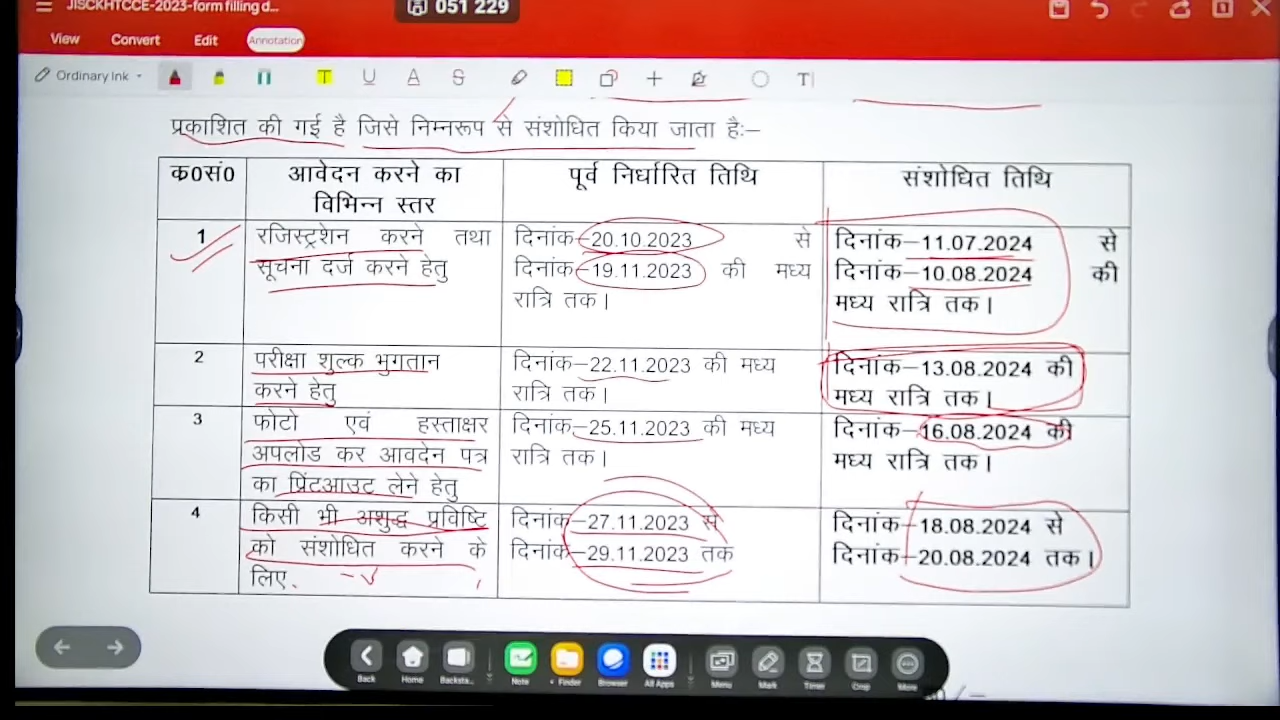 JISCKHTCCE-2023-form filling d...
051 229
View Convert Edit Annotation
Ordinary Ink
प्रकाशित की गई है जिसे निम्नरूप से संशोधित किया जाता है:–
क0सं0 आवेदन करने का विभिन्न स्तर पूर्व निर्धारित तिथि संशोधित तिथि
1 रजिस्ट्रेशन करने तथा दिनांक–20.10.2023 से दिनांक–11.07.2024 से
सूचना दर्ज करने हेतु दिनांक–19.11.2023 की मध्य दिनांक–10.08.2024 की
रात्रि तक। मध्य रात्रि तक।
2 परीक्षा शुल्क भुगतान दिनांक–22.11.2023 की मध्य दिनांक–13.08.2024 की
करने हेतु रात्रि तक। मध्य रात्रि तक।
3 फोटो एवं हस्ताक्षर दिनांक–25.11.2023 की मध्य दिनांक–16.08.2024 की
अपलोड कर आवदेन पत्र रात्रि तक। मध्य रात्रि तक।
का प्रिंटआउट लेने हेतु
4 किसी भी अशुद्ध प्रविष्टि दिनांक–27.11.2023 से दिनांक–18.08.2024 से
को संशोधित करने के दिनांक–29.11.2023 तक दिनांक–20.08.2024 तक।
लिए.
Back Home Backsta... Note Finder Browser All Apps Menu Mark Timer Crop More